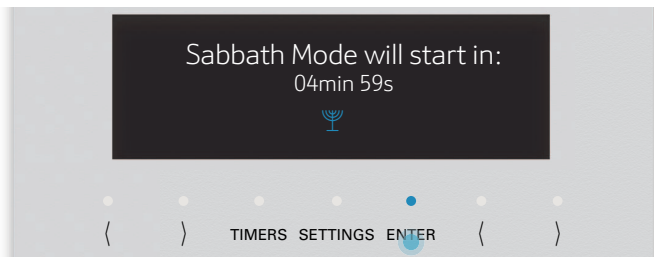 Sabbath Mode will start in:
04min 59s
⟨ ⟩ TIMERS SETTINGS ENTER ⟨ ⟩